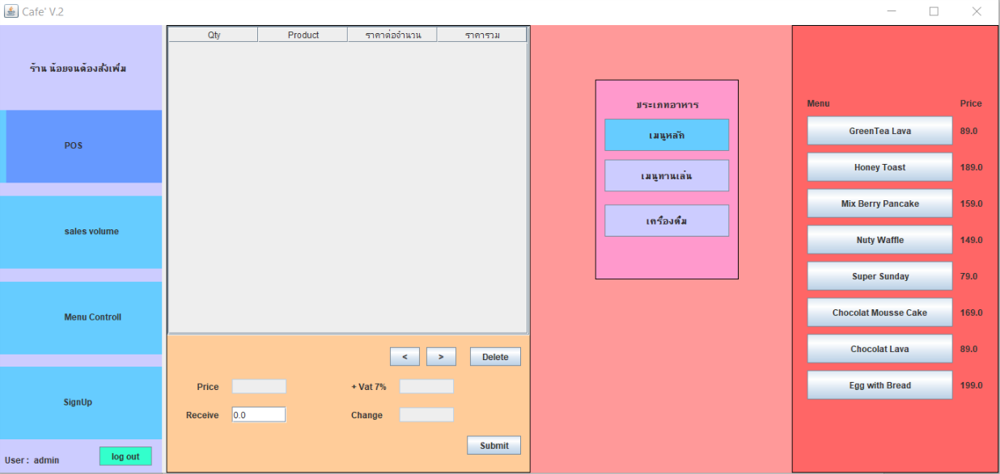 Cafe' V.2
ร้าน น้อยจนต้องสั่งเพิ่ม
POS
sales volume
Menu Controll
SignUp
User : admin
log out
Qty Product ราคาต่อจำนวน ราคารวม
< > Delete
Price + Vat 7%
Receive 0.0 Change
Submit
ประเภทอาหาร
เมนูหลัก
เมนูทานเล่น
เครื่องดื่ม
Menu Price
GreenTea Lava 89.0
Honey Toast 189.0
Mix Berry Pancake 159.0
Nuty Waffle 149.0
Super Sunday 79.0
Chocolat Mousse Cake 169.0
Chocolat Lava 89.0
Egg with Bread 199.0